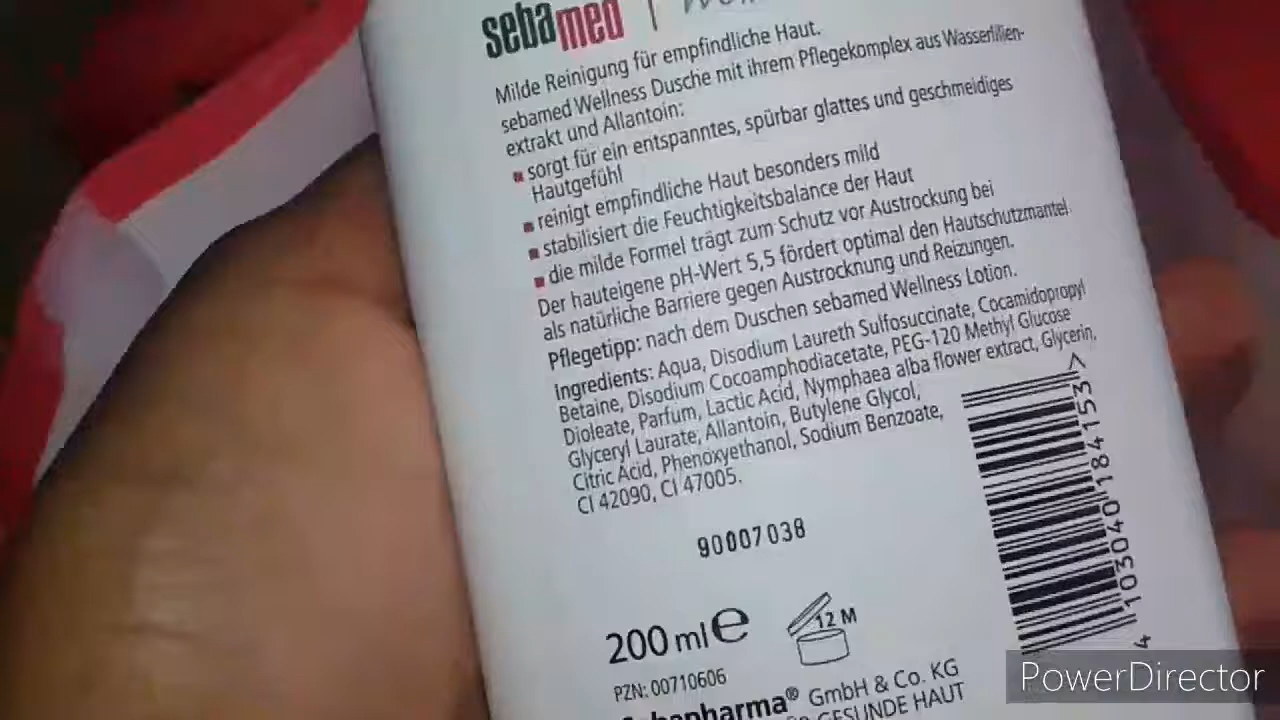 sebamed
Milde Reinigung für empfindliche Haut.
sebamed Wellness Dusche mit ihrem Pflegekomplex aus Wasserlilien-
extrakt und Allantoin:
sorgt für ein entspanntes, spürbar glattes und geschmeidiges
Hautgefühl
reinigt empfindliche Haut besonders mild
stabilisiert die Feuchtigkeitsbalance der Haut
die milde Formel trägt zum Schutz vor Austrockung bei
Der hauteigene pH-Wert 5,5 fördert optimal den Hautschutzmantel
als natürliche Barriere gegen Austrocknung und Reizungen.
Pflegetipp: nach dem Duschen sebamed Wellness Lotion.
Ingredients: Aqua, Disodium Laureth Sulfosuccinate, Cocamidopropyl
Betaine, Disodium Cocoamphodiacetate, PEG-120 Methyl Glucose
Dioleate, Parfum, Lactic Acid, Nymphaea alba flower extract, Glycerin,
Glyceryl Laurate, Allantoin, Butylene Glycol,
Citric Acid, Phenoxyethanol, Sodium Benzoate,
CI 42090, CI 47005.
90007038
200 ml e
12 M
PZN: 00710606
GmbH & Co. KG
GESUNDE HAUT
4 103040 184153 >
PowerDirector